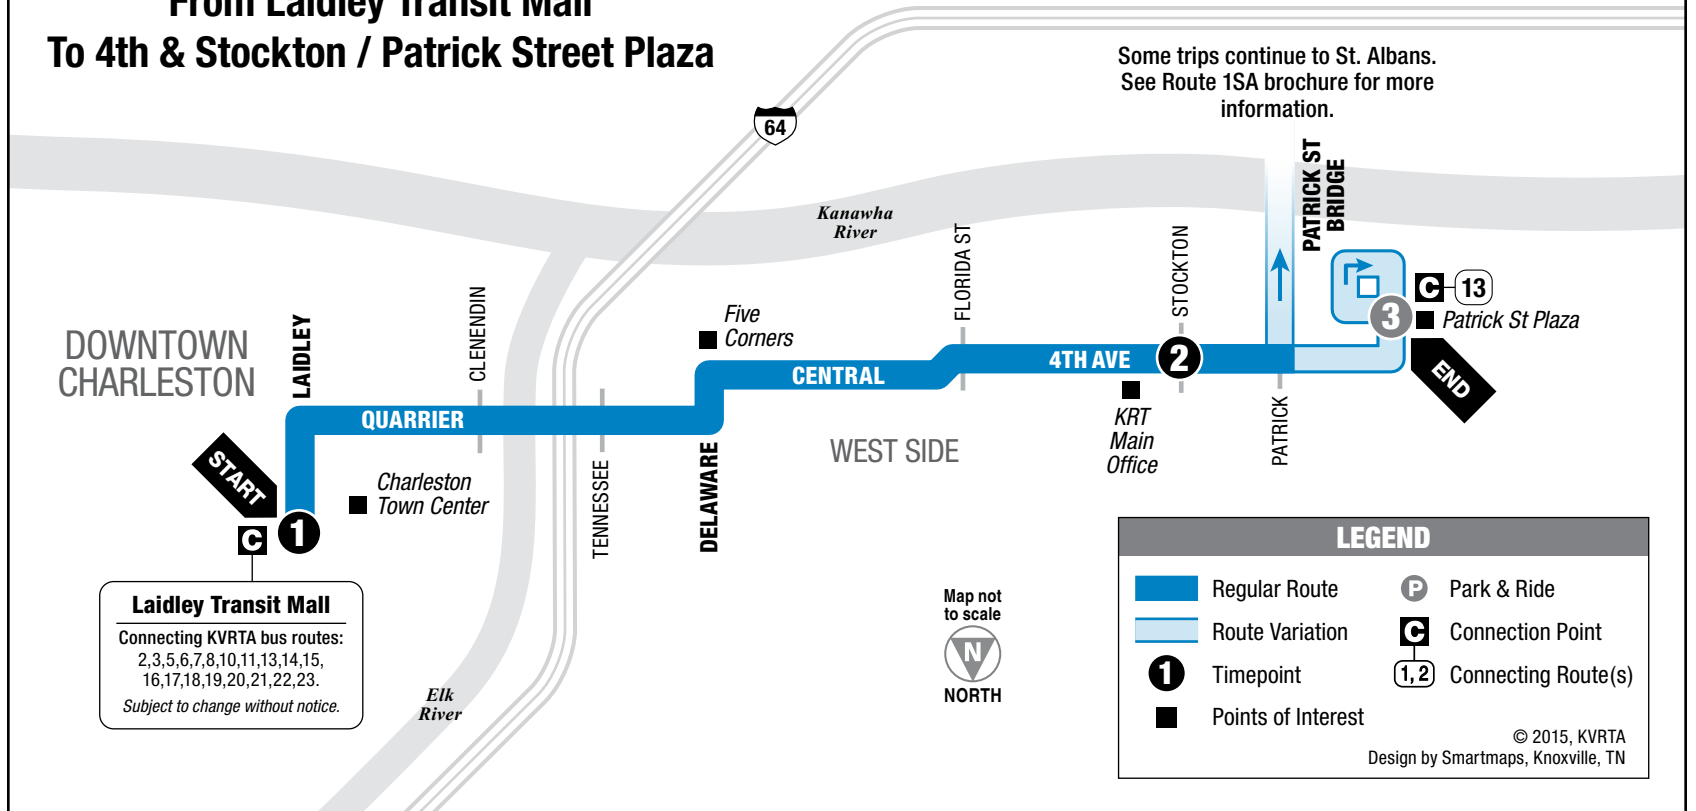 From Laidley Transit Mall
To 4th & Stockton / Patrick Street Plaza
Some trips continue to St. Albans.
See Route 1SA brochure for more
information.
64
PATRICK ST
BRIDGE
Kanawha
River
FLORIDA ST
STOCKTON
C
13
3
Patrick St Plaza
END
Five
Corners
CLENDENIN
LAIDLEY
DOWNTOWN
CHARLESTON
4TH AVE
2
CENTRAL
QUARRIER
KRT
Main
Office
PATRICK
WEST SIDE
DELAWARE
TENNESSEE
START
Charleston
Town Center
C
1
Laidley Transit Mall
Connecting KVRTA bus routes:
2,3,5,6,7,8,10,11,13,14,15,
16,17,18,19,20,21,22,23.
Subject to change without notice.
Elk
River
Map not
to scale
N
NORTH
LEGEND
Regular Route
P
Park & Ride
Route Variation
C
Connection Point
1
Timepoint
1, 2
Connecting Route(s)
Points of Interest
© 2015, KVRTA
Design by Smartmaps, Knoxville, TN